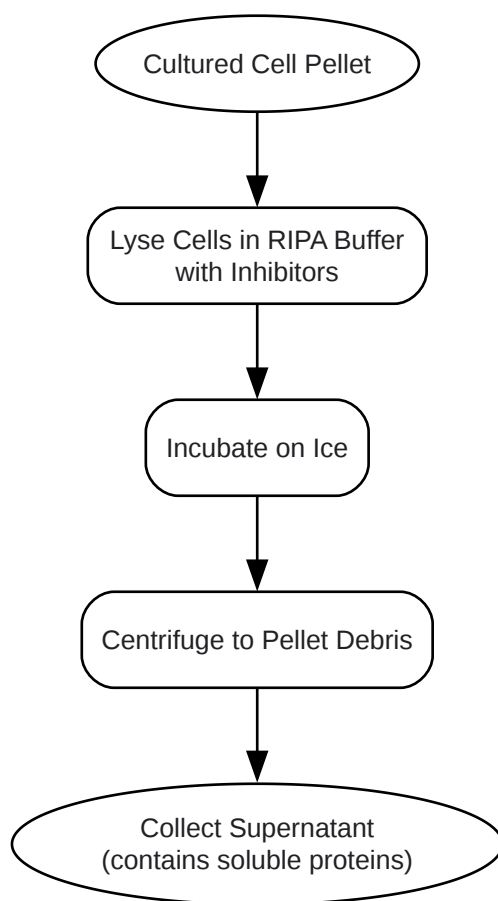 Cultured Cell Pellet
Lyse Cells in RIPA Buffer
with Inhibitors
Incubate on Ice
Centrifuge to Pellet Debris
Collect Supernatant
(contains soluble proteins)